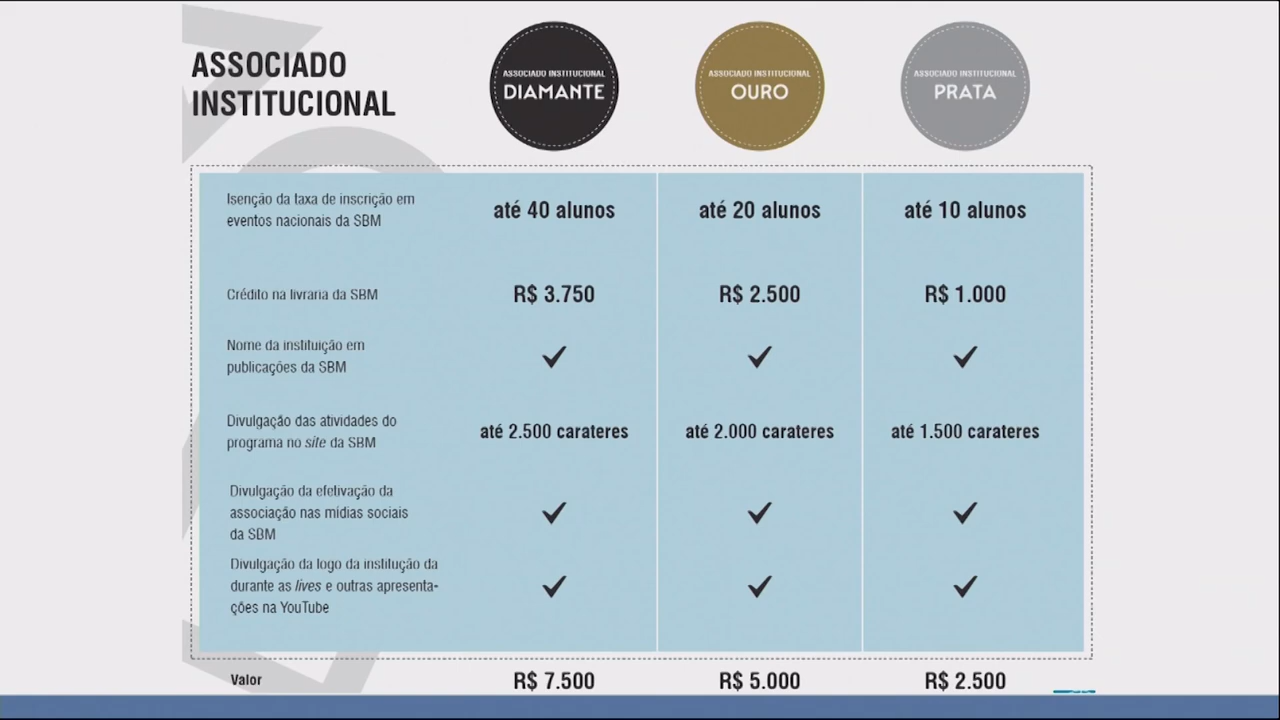 ASSOCIADO
INSTITUCIONAL
ASSOCIADO INSTITUCIONAL
DIAMANTE
ASSOCIADO INSTITUCIONAL
OURO
ASSOCIADO INSTITUCIONAL
PRATA
Isenção da taxa de inscrição em
eventos nacionais da SBM
até 40 alunos
até 20 alunos
até 10 alunos
Crédito na livraria da SBM
R$ 3.750
R$ 2.500
R$ 1.000
Nome da instituição em
publicações da SBM
✓
✓
✓
Divulgação das atividades do
programa no site da SBM
até 2.500 carateres
até 2.000 carateres
até 1.500 carateres
Divulgação da efetivação da
associação nas mídias sociais
da SBM
✓
✓
✓
Divulgação da logo da institução da
durante as lives e outras apresenta-
ções na YouTube
✓
✓
✓
Valor
R$ 7.500
R$ 5.000
R$ 2.500